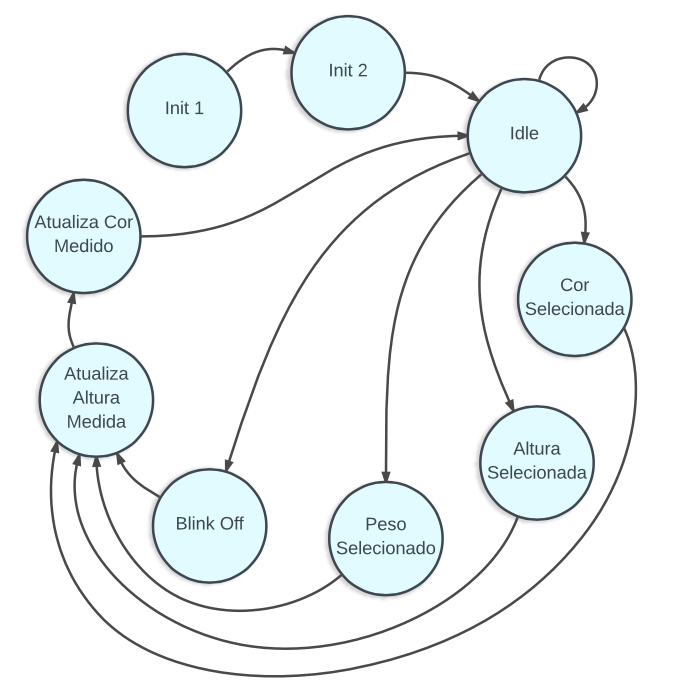 Init 1
Init 2
Idle
Atualiza Cor
Medido
Cor
Selecionada
Atualiza
Altura
Medida
Altura
Selecionada
Blink Off
Peso
Selecionado